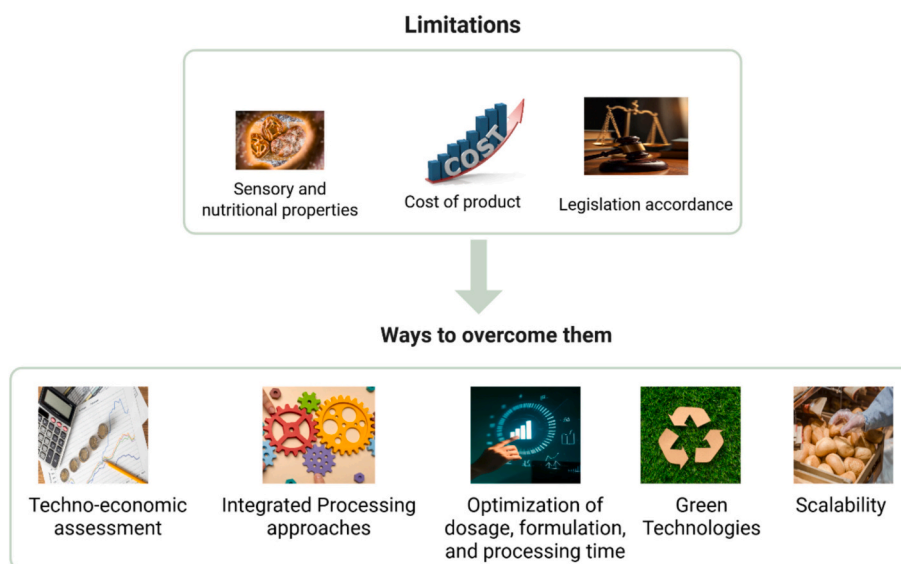 Limitations
COST
Sensory and
nutritional properties
Cost of product
Legislation accordance
Ways to overcome them
Techno-economic
assessment
Integrated Processing
approaches
Optimization of
dosage, formulation,
and processing time
Green
Technologies
Scalability